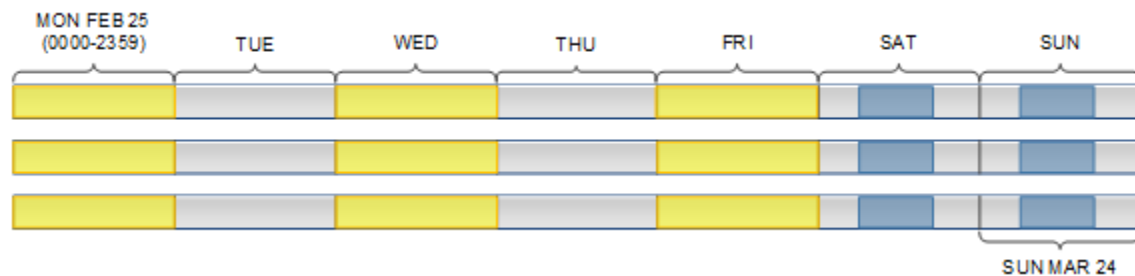 MON FEB 25
(0000-2359)
TUE
WED
THU
FRI
SAT
SUN
SUN MAR 24